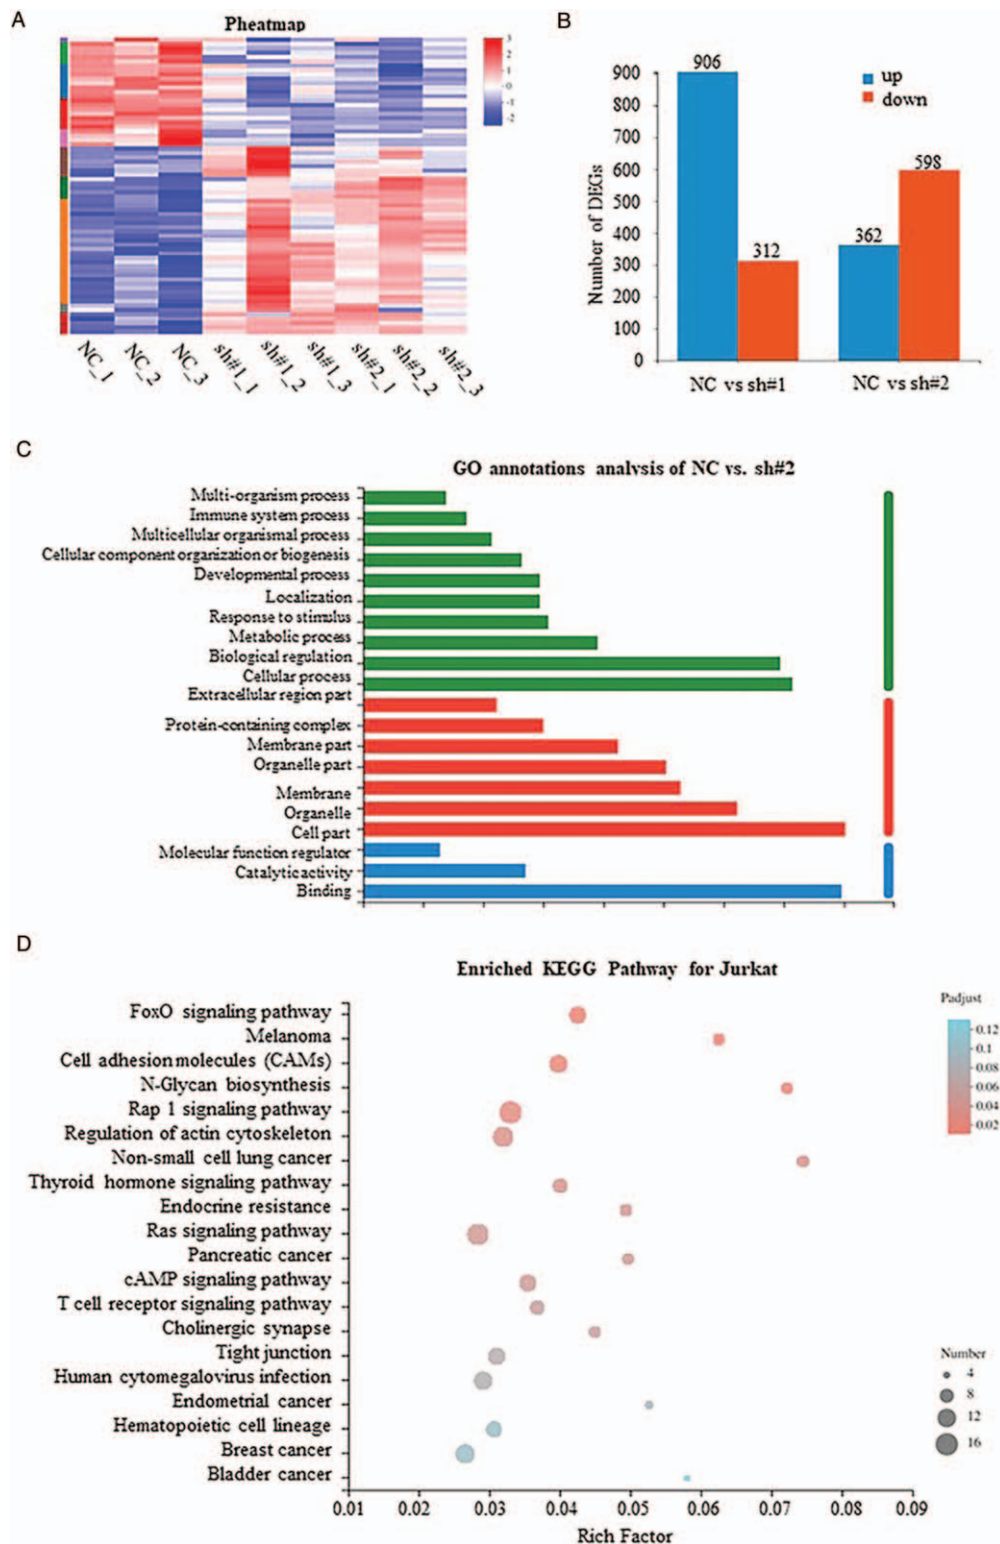 A
Pheatmap
3
2
1
0
-1
-2
NC_1
NC_2
NC_3
sh#1_1
sh#1_2
sh#1_3
sh#2_1
sh#2_2
sh#2_3
B
up
down
Number of DEGs
900
800
700
600
500
400
300
200
100
0
906
312
362
598
NC vs sh#1
NC vs sh#2
C
GO annotations analysis of NC vs. sh#2
Multi-organism process
Immune system process
Multicellular organismal process
Cellular component organization or biogenesis
Developmental process
Localization
Response to stimulus
Metabolic process
Biological regulation
Cellular process
Extracellular region part
Protein-containing complex
Membrane part
Organelle part
Membrane
Organelle
Cell part
Molecular function regulator
Catalytic activity
Binding
D
Enriched KEGG Pathway for Jurkat
FoxO signaling pathway
Melanoma
Cell adhesion molecules (CAMs)
N-Glycan biosynthesis
Rap 1 signaling pathway
Regulation of actin cytoskeleton
Non-small cell lung cancer
Thyroid hormone signaling pathway
Endocrine resistance
Ras signaling pathway
Pancreatic cancer
cAMP signaling pathway
T cell receptor signaling pathway
Cholinergic synapse
Tight junction
Human cytomegalovirus infection
Endometrial cancer
Hematopoietic cell lineage
Breast cancer
Bladder cancer
0.01 0.02 0.03 0.04 0.05 0.06 0.07 0.08 0.09
Rich Factor
Padjust
0.12
0.1
0.08
0.06
0.04
0.02
Number
4
8
12
16